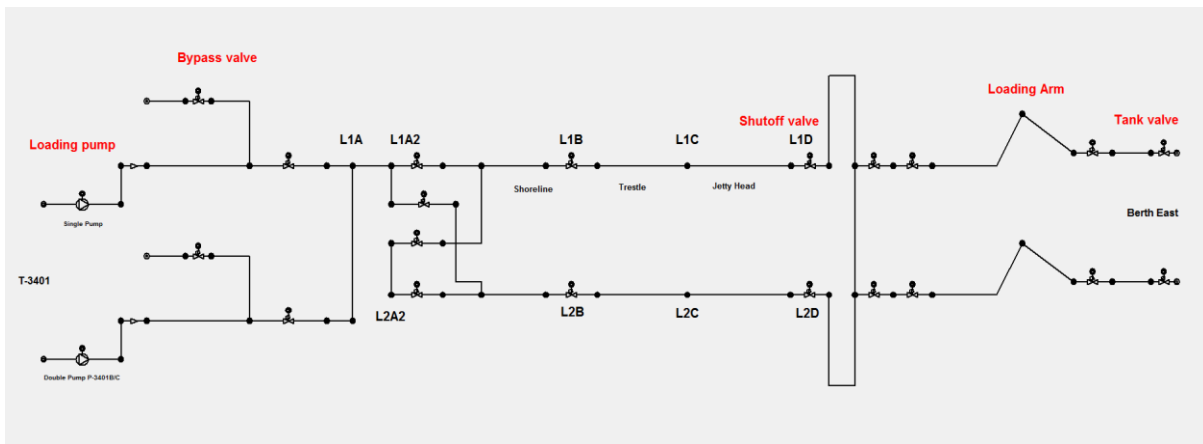 Bypass valve
Loading Arm
Loading pump
L1A
L1A2
L1B
L1C
Shutoff valve
L1D
Tank valve
Shoreline
Trestle
Jetty Head
Single Pump
Berth East
T-3401
L2A2
L2B
L2C
L2D
Double Pump P-3401B/C